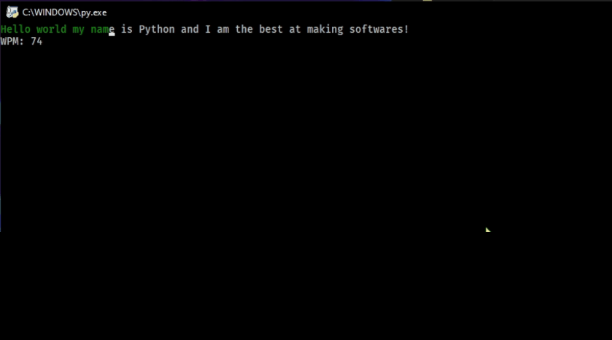 C:\WINDOWS\py.exe
Hello world my name is Python and I am the best at making softwares!
WPM: 74